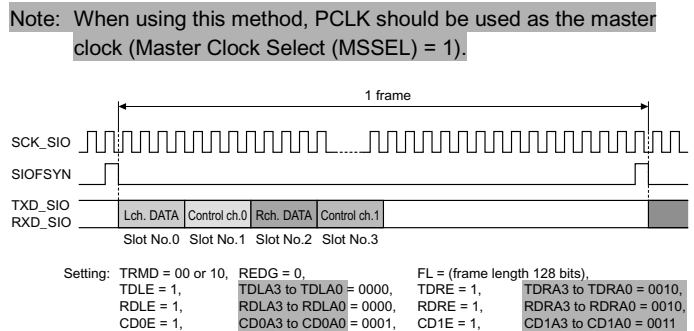 Note: When using this method, PCLK should be used as the master
clock (Master Clock Select (MSSEL) = 1).
1 frame
SCK_SIO
SIOFSYN
TXD_SIO
RXD_SIO
Lch. DATA Control ch.0 Rch. DATA Control ch.1
Slot No.0 Slot No.1 Slot No.2 Slot No.3
Setting: TRMD = 00 or 10, REDG = 0, FL = (frame length 128 bits),
TDLE = 1, TDLA3 to TDLA0 = 0000, TDRE = 1, TDRA3 to TDRA0 = 0010,
RDLE = 1, RDLA3 to RDLA0 = 0000, RDRE = 1, RDRA3 to RDRA0 = 0010,
CD0E = 1, CD0A3 to CD0A0 = 0001, CD1E = 1, CD1A3 to CD1A0 = 0011